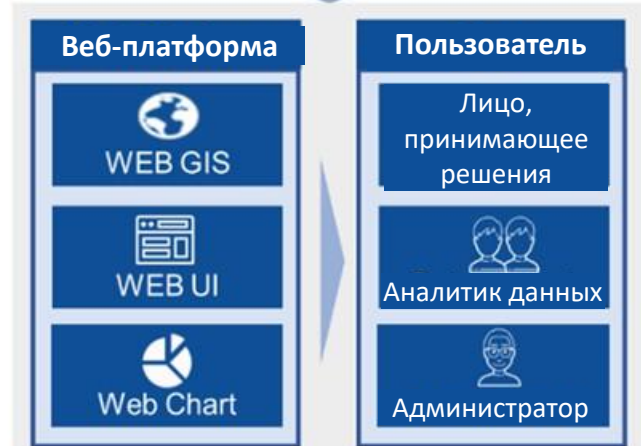 Веб-платформа
WEB GIS
WEB UI
Web Chart
Пользователь
Лицо,
принимающее
решения
Аналитик данных
Администратор